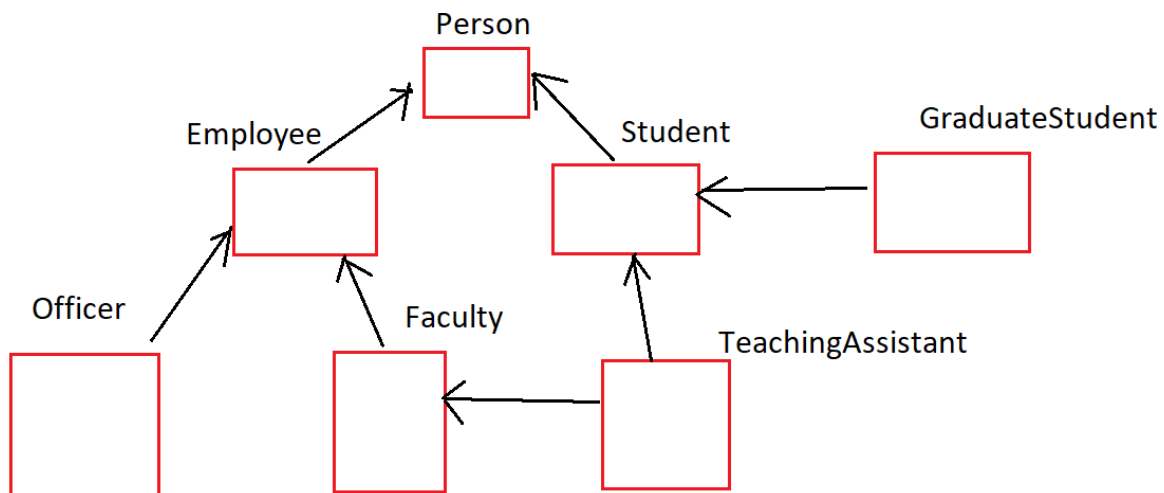 Person
Employee
Student
GraduateStudent
Officer
Faculty
TeachingAssistant